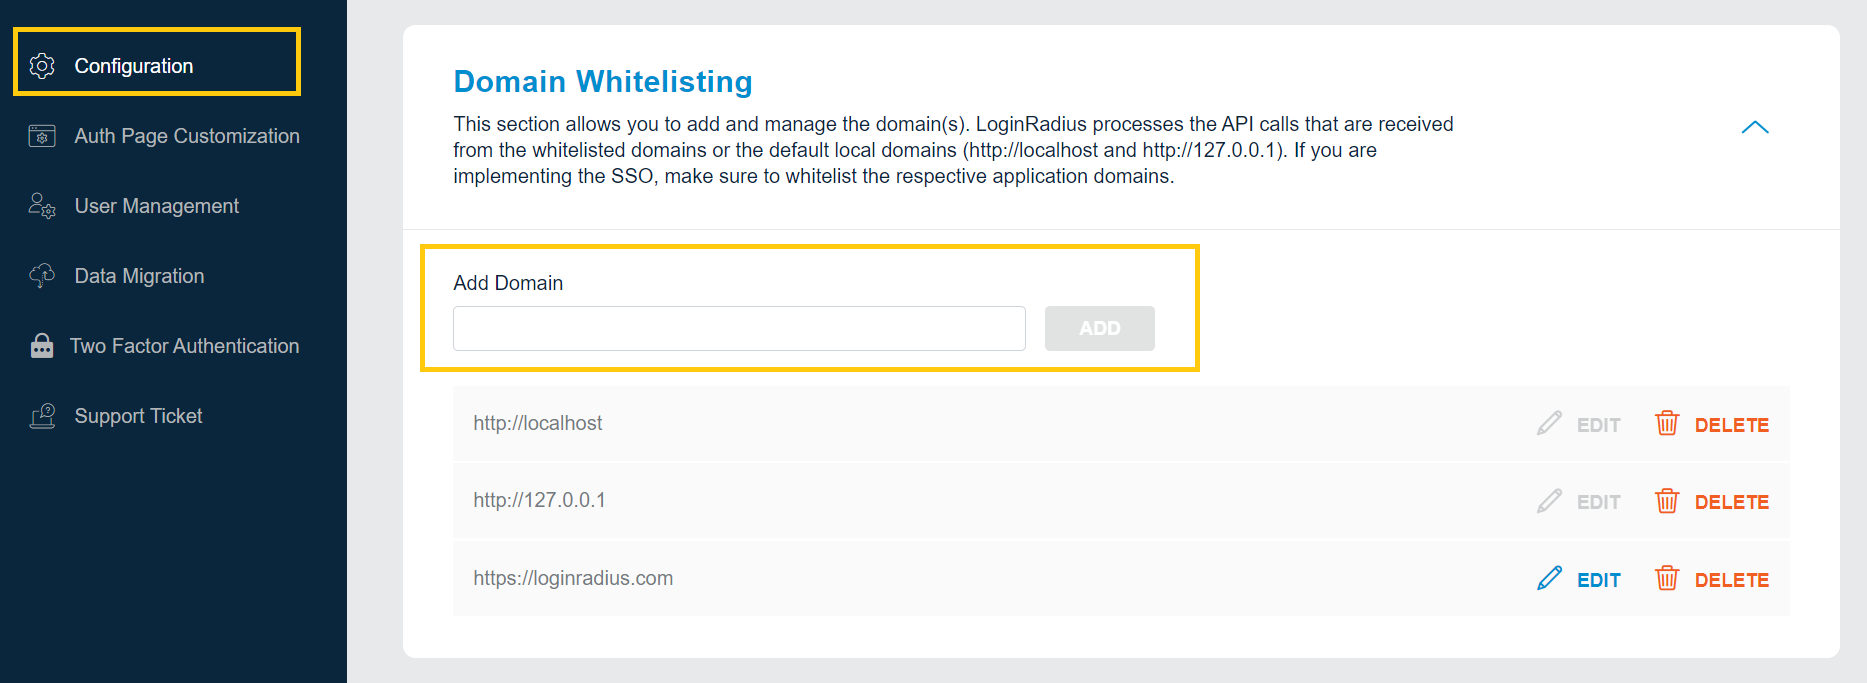 Configuration
Auth Page Customization
User Management
Data Migration
Two Factor Authentication
Support Ticket
Domain Whitelisting
This section allows you to add and manage the domain(s). LoginRadius processes the API calls that are received
from the whitelisted domains or the default local domains (http://localhost and http://127.0.0.1). If you are
implementing the SSO, make sure to whitelist the respective application domains.
Add Domain
ADD
http://localhost EDIT DELETE
http://127.0.0.1 EDIT DELETE
https://loginradius.com EDIT DELETE